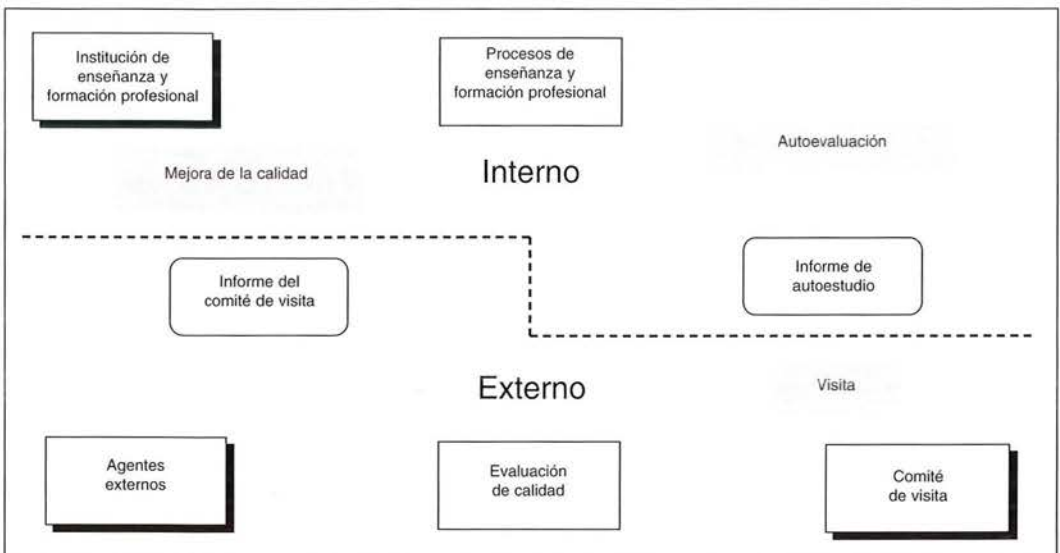 Institución de
enseñanza y
formación profesional
Procesos de
enseñanza y
formación profesional
Autoevaluación
Mejora de la calidad
Interno
Informe del
comité de visita
Informe de
autoestudio
Externo
Visita
Agentes
externos
Evaluación
de calidad
Comité
de visita